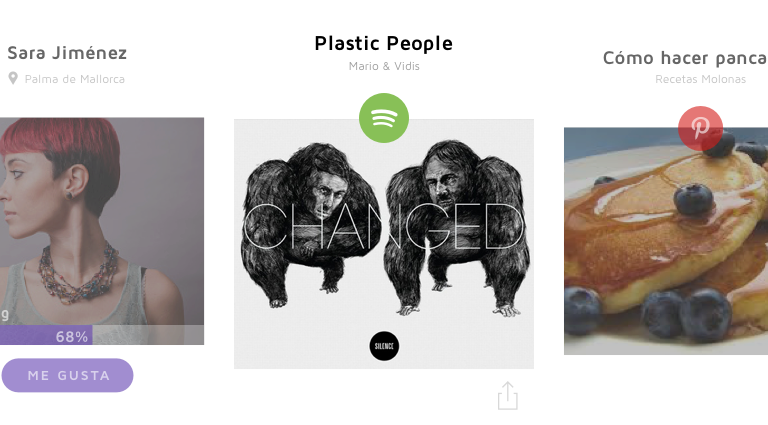 Sara Jiménez
Palma de Mallorca
9
68%
ME GUSTA
Plastic People
Mario & Vidis
CHANGED
SILENCE
Cómo hacer panca
Recetas Molonas